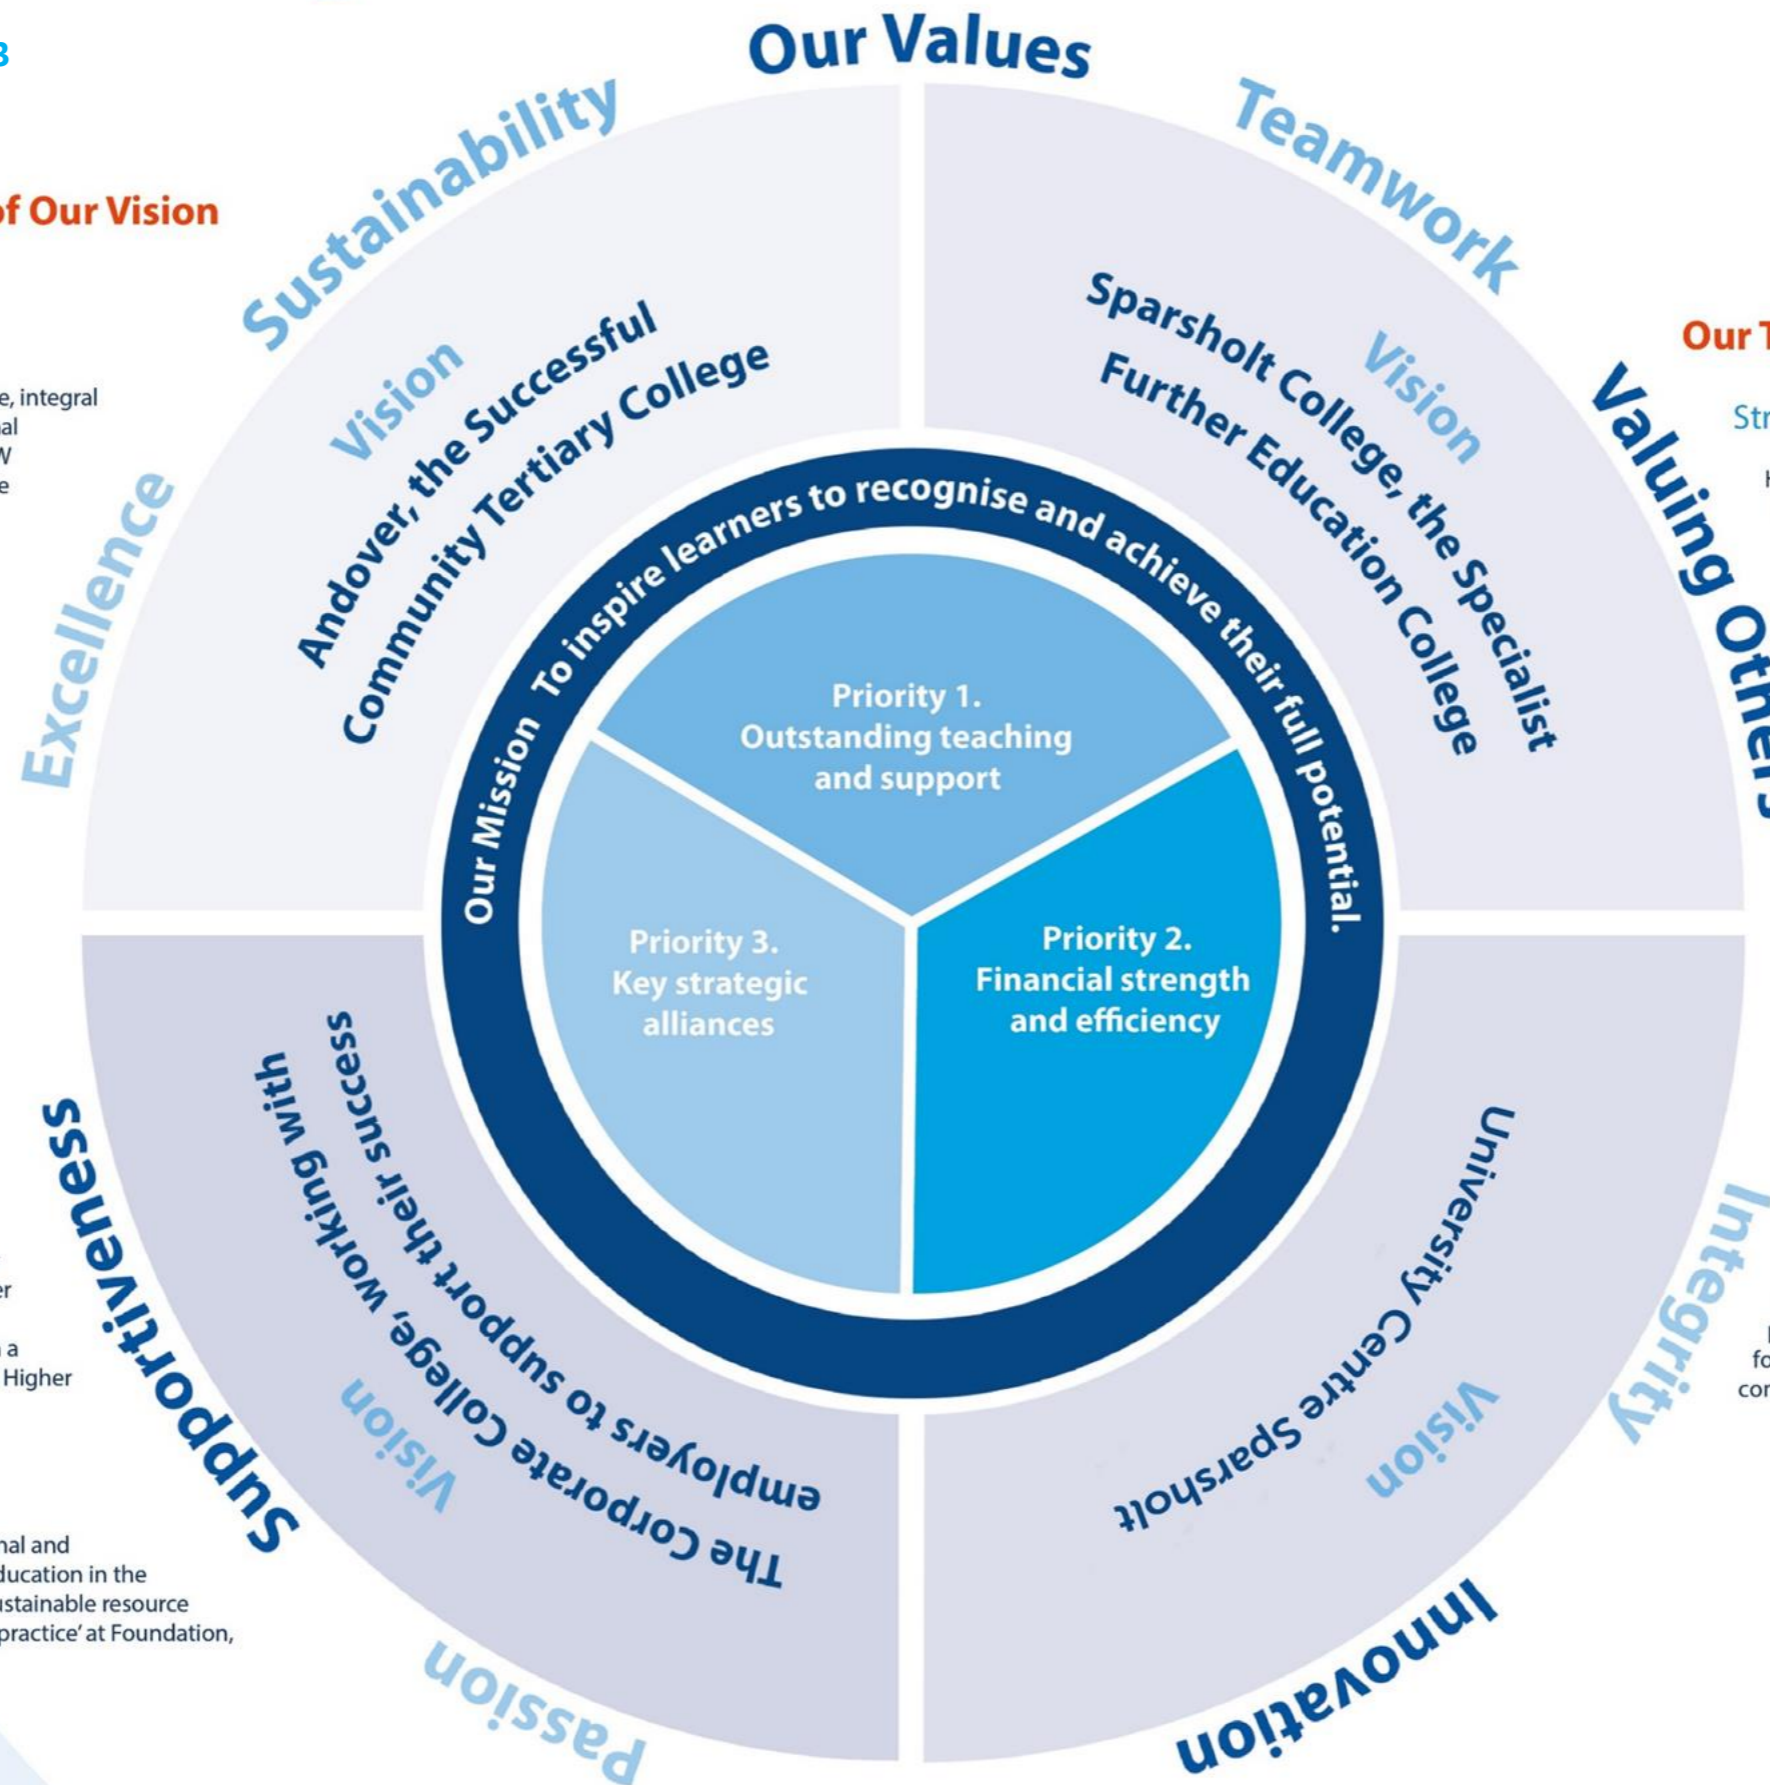 Our Values
Sustainability
Teamwork
Valuing Others
Integrity
Innovation
Passion
Supportiveness
Excellence
Vision
Andover, the Successful
Community Tertiary College
Vision
Sparsholt College, the Specialist
Further Education College
Vision
University Centre Sparsholt
Vision
The Corporate College, working with
employers to support their success
Our Mission To inspire learners to recognise and achieve their full potential.
Priority 1.
Outstanding teaching
and support
Priority 2.
Financial strength
and efficiency
Priority 3.
Key strategic
alliances
of Our Vision
integral
a
Higher
and
in the
resource
practice' at Foundation,
Our